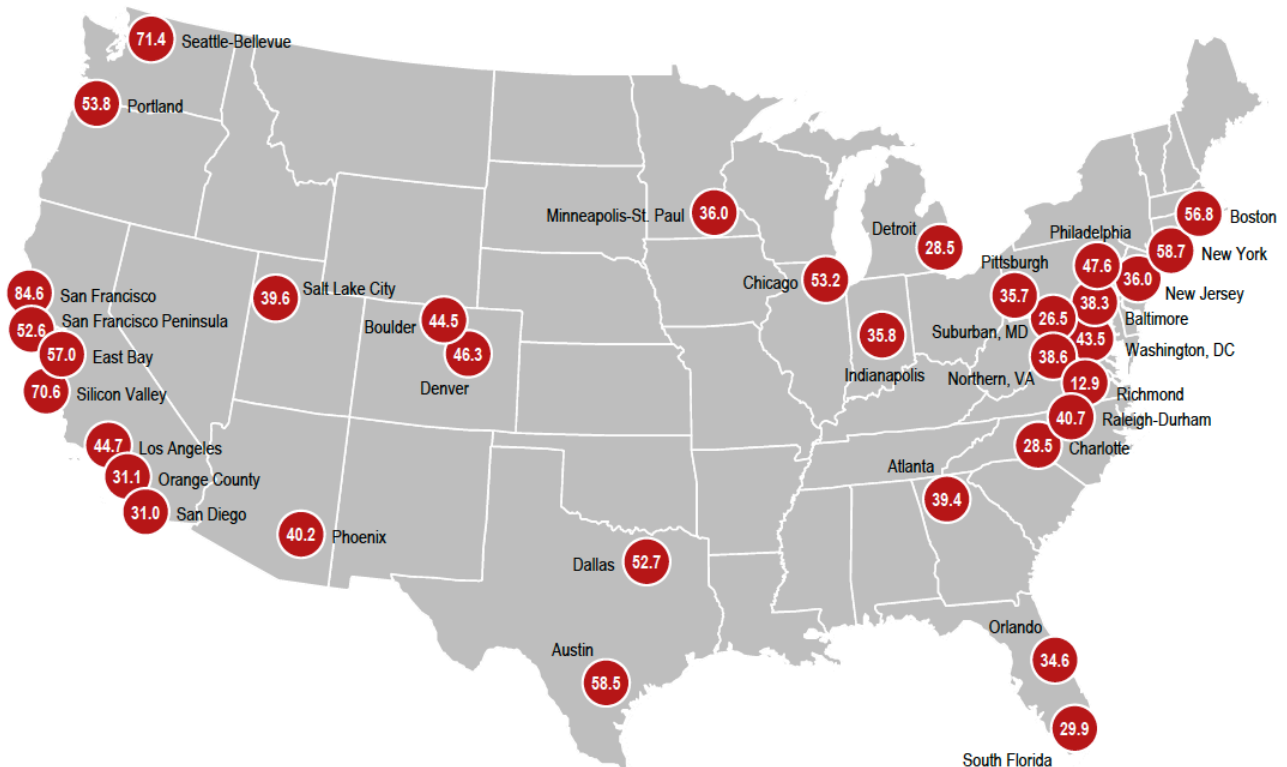 71.4 Seattle-Bellevue
53.8 Portland
Minneapolis-St. Paul 36.0
Detroit
28.5
56.8 Boston
Philadelphia
47.6
58.7 New York
Pittsburgh
35.7
36.0 New Jersey
Chicago 53.2
84.6 San Francisco
39.6 Salt Lake City
52.6 San Francisco Peninsula
57.0 East Bay
70.6 Silicon Valley
Boulder 44.5
46.3
Denver
35.8
Indianapolis
38.3 Baltimore
Suburban, MD 26.5
43.5 Washington, DC
Northern, VA 38.6
12.9 Richmond
40.7 Raleigh-Durham
28.5 Charlotte
44.7 Los Angeles
31.1 Orange County
31.0 San Diego
40.2 Phoenix
Atlanta
39.4
Dallas 52.7
Austin
58.5
Orlando
34.6
29.9
South Florida